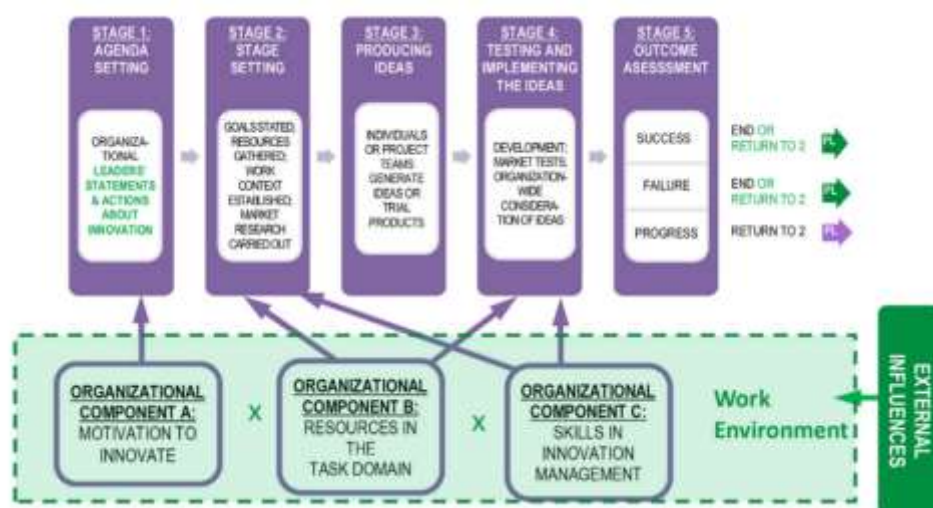 STAGE 1:
AGENDA
SETTING
ORGANIZA-
TIONAL
LEADERS'
STATEMENTS
& ACTIONS
ABOUT
INNOVATION
STAGE 2:
STAGE
SETTING
GOALS STATED;
RESOURCES
GATHERED;
WORK
CONTEXT
ESTABLISHED;
MARKET
RESEARCH
CARRIED OUT
STAGE 3:
PRODUCING
IDEAS
INDIVIDUALS
OR PROJECT
TEAMS
GENERATE
IDEAS OR
TRIAL
PRODUCTS
STAGE 4:
TESTING AND
IMPLEMENTING
THE IDEAS
DEVELOPMENT;
MARKET TESTS;
ORGANIZATION-
WIDE
CONSIDERA-
TION OF IDEAS
STAGE 5:
OUTCOME
ASESSSMENT
SUCCESS
FAILURE
PROGRESS
END OR
RETURN TO 2
PL
END OR
RETURN TO 2
PL
RETURN TO 2
PL
ORGANIZATIONAL
COMPONENT A:
MOTIVATION TO
INNOVATE
X
ORGANIZATIONAL
COMPONENT B:
RESOURCES IN
THE
TASK DOMAIN
X
ORGANIZATIONAL
COMPONENT C:
SKILLS IN
INNOVATION
MANAGEMENT
Work
Environment
EXTERNAL
INFLUENCES